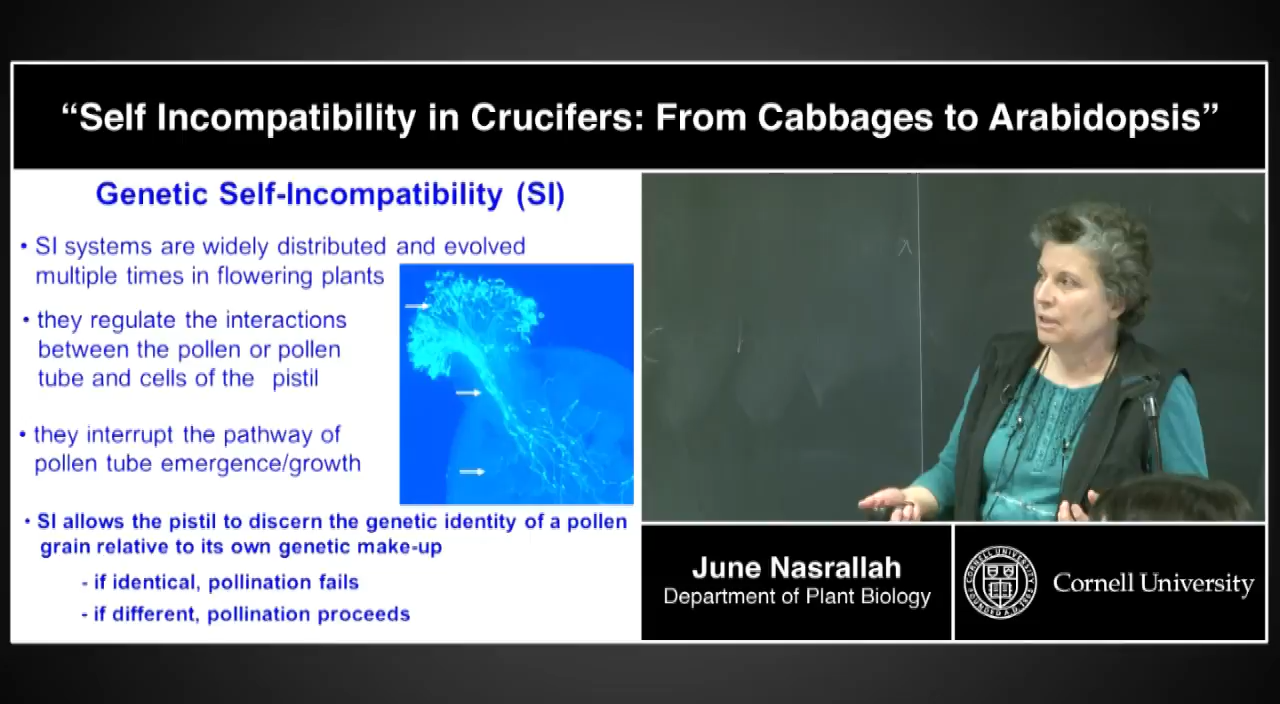 “Self Incompatibility in Crucifers: From Cabbages to Arabidopsis”
Genetic Self-Incompatibility (SI)
• SI systems are widely distributed and evolved
multiple times in flowering plants
• they regulate the interactions
between the pollen or pollen
tube and cells of the pistil
• they interrupt the pathway of
pollen tube emergence/growth
• SI allows the pistil to discern the genetic identity of a pollen
grain relative to its own genetic make-up
- if identical, pollination fails
- if different, pollination proceeds
June Nasrallah
Department of Plant Biology
CORNELL UNIVERSITY
FOUNDED A.D. 1865
Cornell University